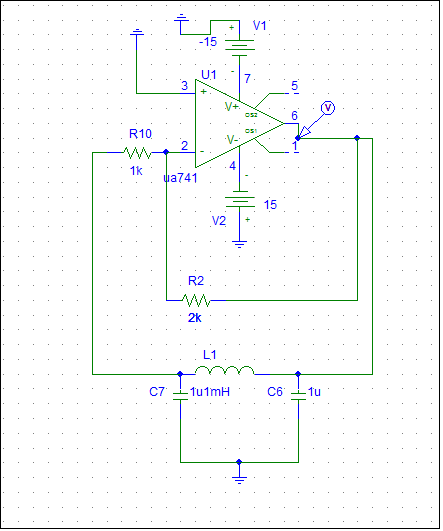 + V1
-15
-
U1 7
3 + 5
V+ OS2
V
6
OS1
V-
R10 2 - 1
1k ua741 4 -
15
V2 +
R2
2k
L1
C7 1u 1mH C6 1u